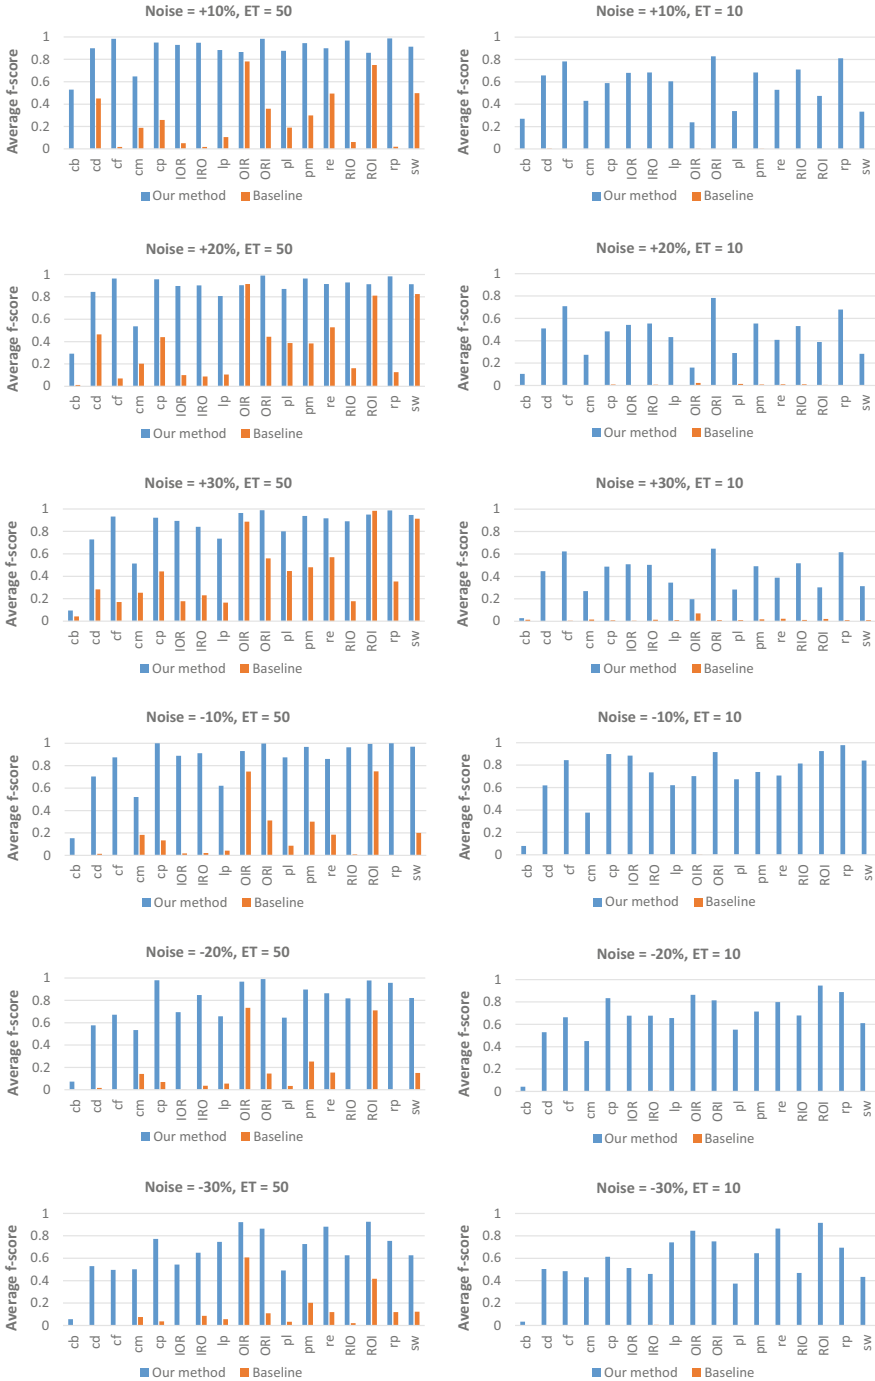 Noise = +10%, ET = 50
Average f-score
1
0.8
0.6
0.4
0.2
0
cb cd cf cm cp IOR IRO lp OIR ORI pl pm re RIO ROI rp sw
Our method Baseline
Noise = +10%, ET = 10
Average f-score
1
0.8
0.6
0.4
0.2
0
cb cd cf cm cp IOR IRO lp OIR ORI pl pm re RIO ROI rp sw
Our method Baseline
Noise = +20%, ET = 50
Average f-score
1
0.8
0.6
0.4
0.2
0
cb cd cf cm cp IOR IRO lp OIR ORI pl pm re RIO ROI rp sw
Our method Baseline
Noise = +20%, ET = 10
Average f-score
1
0.8
0.6
0.4
0.2
0
cb cd cf cm cp IOR IRO lp OIR ORI pl pm re RIO ROI rp sw
Our method Baseline
Noise = +30%, ET = 50
Average f-score
1
0.8
0.6
0.4
0.2
0
cb cd cf cm cp IOR IRO lp OIR ORI pl pm re RIO ROI rp sw
Our method Baseline
Noise = +30%, ET = 10
Average f-score
1
0.8
0.6
0.4
0.2
0
cb cd cf cm cp IOR IRO lp OIR ORI pl pm re RIO ROI rp sw
Our method Baseline
Noise = -10%, ET = 50
Average f-score
1
0.8
0.6
0.4
0.2
0
cb cd cf cm cp IOR IRO lp OIR ORI pl pm re RIO ROI rp sw
Our method Baseline
Noise = -10%, ET = 10
Average f-score
1
0.8
0.6
0.4
0.2
0
cb cd cf cm cp IOR IRO lp OIR ORI pl pm re RIO ROI rp sw
Our method Baseline
Noise = -20%, ET = 50
Average f-score
1
0.8
0.6
0.4
0.2
0
cb cd cf cm cp IOR IRO lp OIR ORI pl pm re RIO ROI rp sw
Our method Baseline
Noise = -20%, ET = 10
Average f-score
1
0.8
0.6
0.4
0.2
0
cb cd cf cm cp IOR IRO lp OIR ORI pl pm re RIO ROI rp sw
Our method Baseline
Noise = -30%, ET = 50
Average f-score
1
0.8
0.6
0.4
0.2
0
cb cd cf cm cp IOR IRO lp OIR ORI pl pm re RIO ROI rp sw
Our method Baseline
Noise = -30%, ET = 10
Average f-score
1
0.8
0.6
0.4
0.2
0
cb cd cf cm cp IOR IRO lp OIR ORI pl pm re RIO ROI rp sw
Our method Baseline